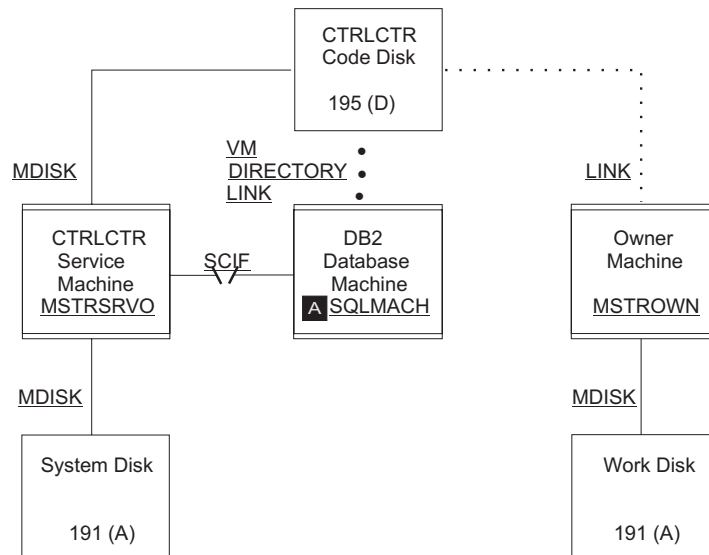 CTRLCTR
Code Disk
195 (D)
VM
DIRECTORY
LINK
MDISK
LINK
CTRLCTR
Service
Machine
MSTRSRVO
SCIF
DB2
Database
Machine
A SQLMACH
Owner
Machine
MSTROWN
MDISK
MDISK
System Disk
191 (A)
Work Disk
191 (A)